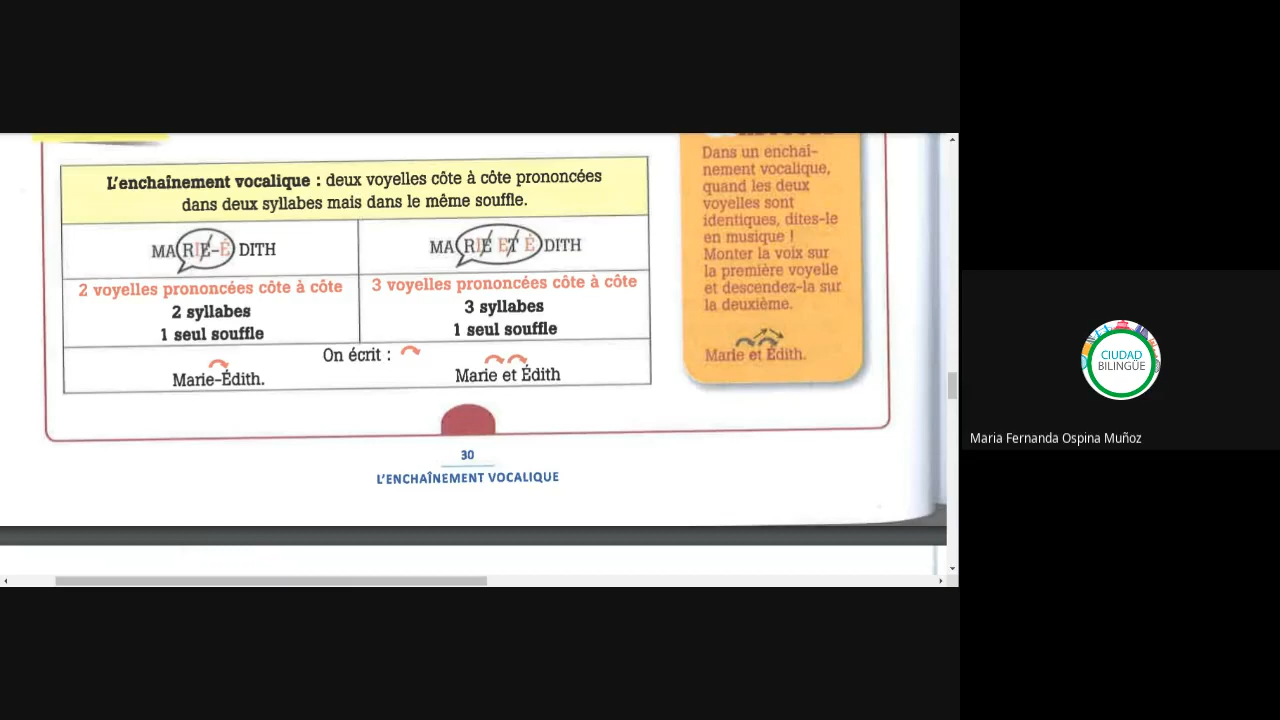 L'enchaînement vocalique : deux voyelles côte à côte prononcées
dans deux syllabes mais dans le même souffle.
MARIE-É DITH
MA RIE ET É DITH
2 voyelles prononcées côte à côte
2 syllabes
1 seul souffle
3 voyelles prononcées côte à côte
3 syllabes
1 seul souffle
On écrit :
Marie-Édith.
Marie et Édith
Dans un enchaî-
nement vocalique,
quand les deux
voyelles sont
identiques, dites-le
en musique !
Monter la voix sur
la première voyelle
et descendez-la sur
la deuxième.
Marie et Édith.
30
L'ENCHAÎNEMENT VOCALIQUE
CIUDAD
BILINGÜE
Maria Fernanda Ospina Muñoz